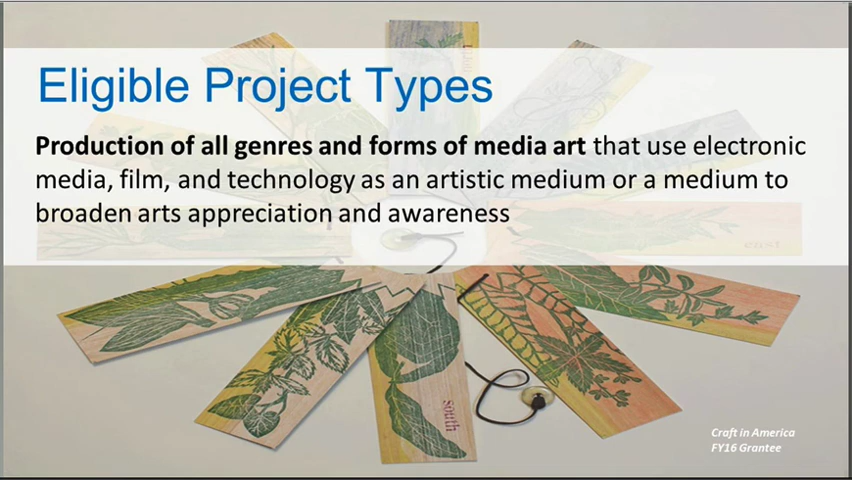 Eligible Project Types
Production of all genres and forms of media art that use electronic
media, film, and technology as an artistic medium or a medium to
broaden arts appreciation and awareness
east
south
Craft in America
FY16 Grantee